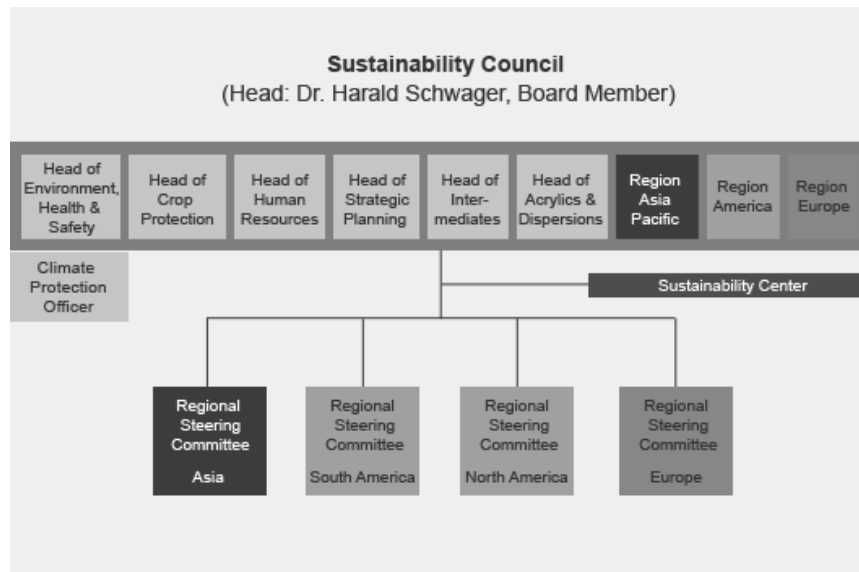 Sustainability Council
(Head: Dr. Harald Schwager, Board Member)
Head of
Environment,
Health &
Safety
Head of
Crop
Protection
Head of
Human
Resources
Head of
Strategic
Planning
Head of
Inter-
mediates
Head of
Acrylics &
Dispersions
Region
Asia
Pacific
Region
America
Region
Europe
Climate
Protection
Officer
Sustainability Center
Regional
Steering
Committee
Asia
Regional
Steering
Committee
South America
Regional
Steering
Committee
North America
Regional
Steering
Committee
Europe